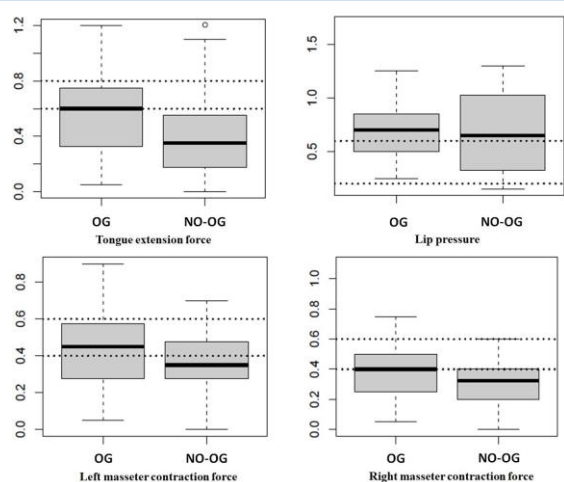 1.2
0.8
0.4
0.0
OG NO-OG
Tongue extension force
1.5
1.0
0.5
OG NO-OG
Lip pressure
0.8
0.6
0.4
0.2
0.0
OG NO-OG
Left masseter contraction force
1.0
0.8
0.6
0.4
0.2
0.0
OG NO-OG
Right masseter contraction force